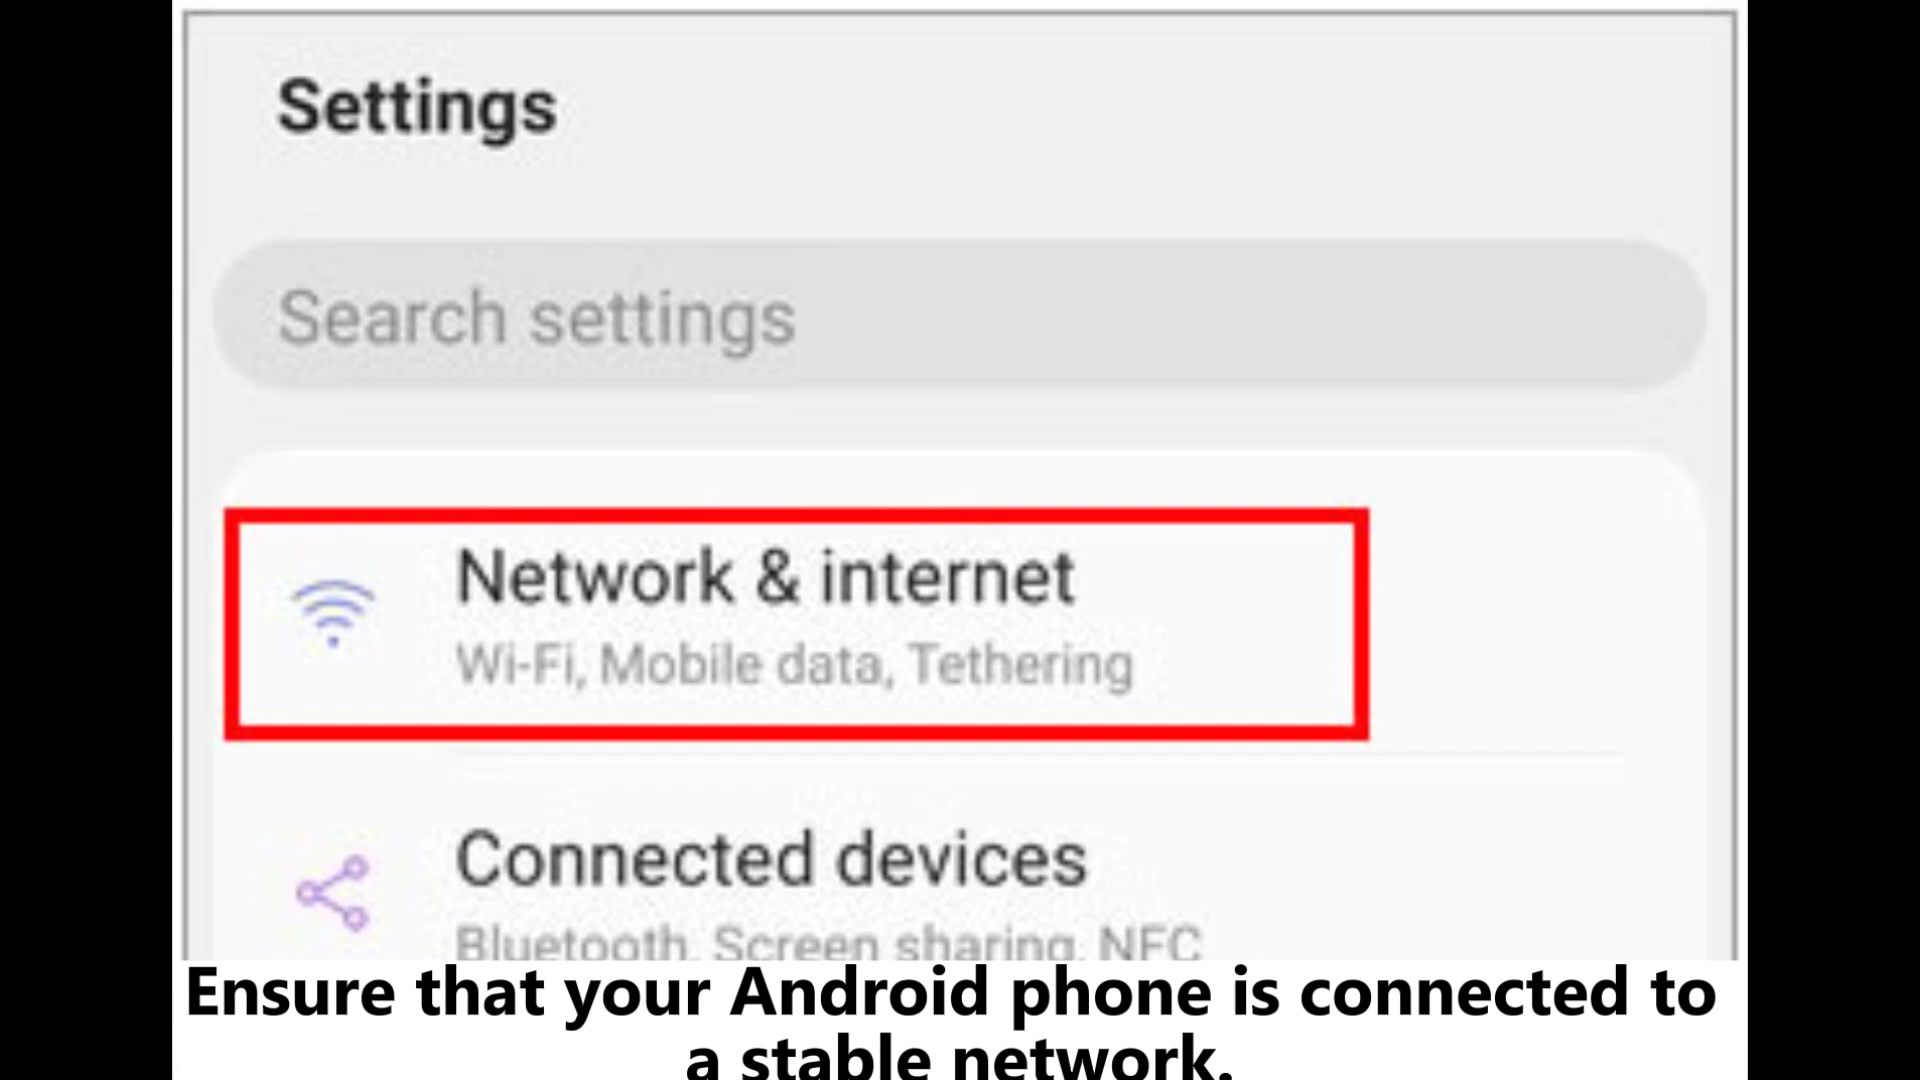 Settings
Search settings
Network & internet
Wi-Fi, Mobile data, Tethering
Connected devices
Bluetooth, Screen sharing, NFC
Ensure that your Android phone is connected to
a stable network.